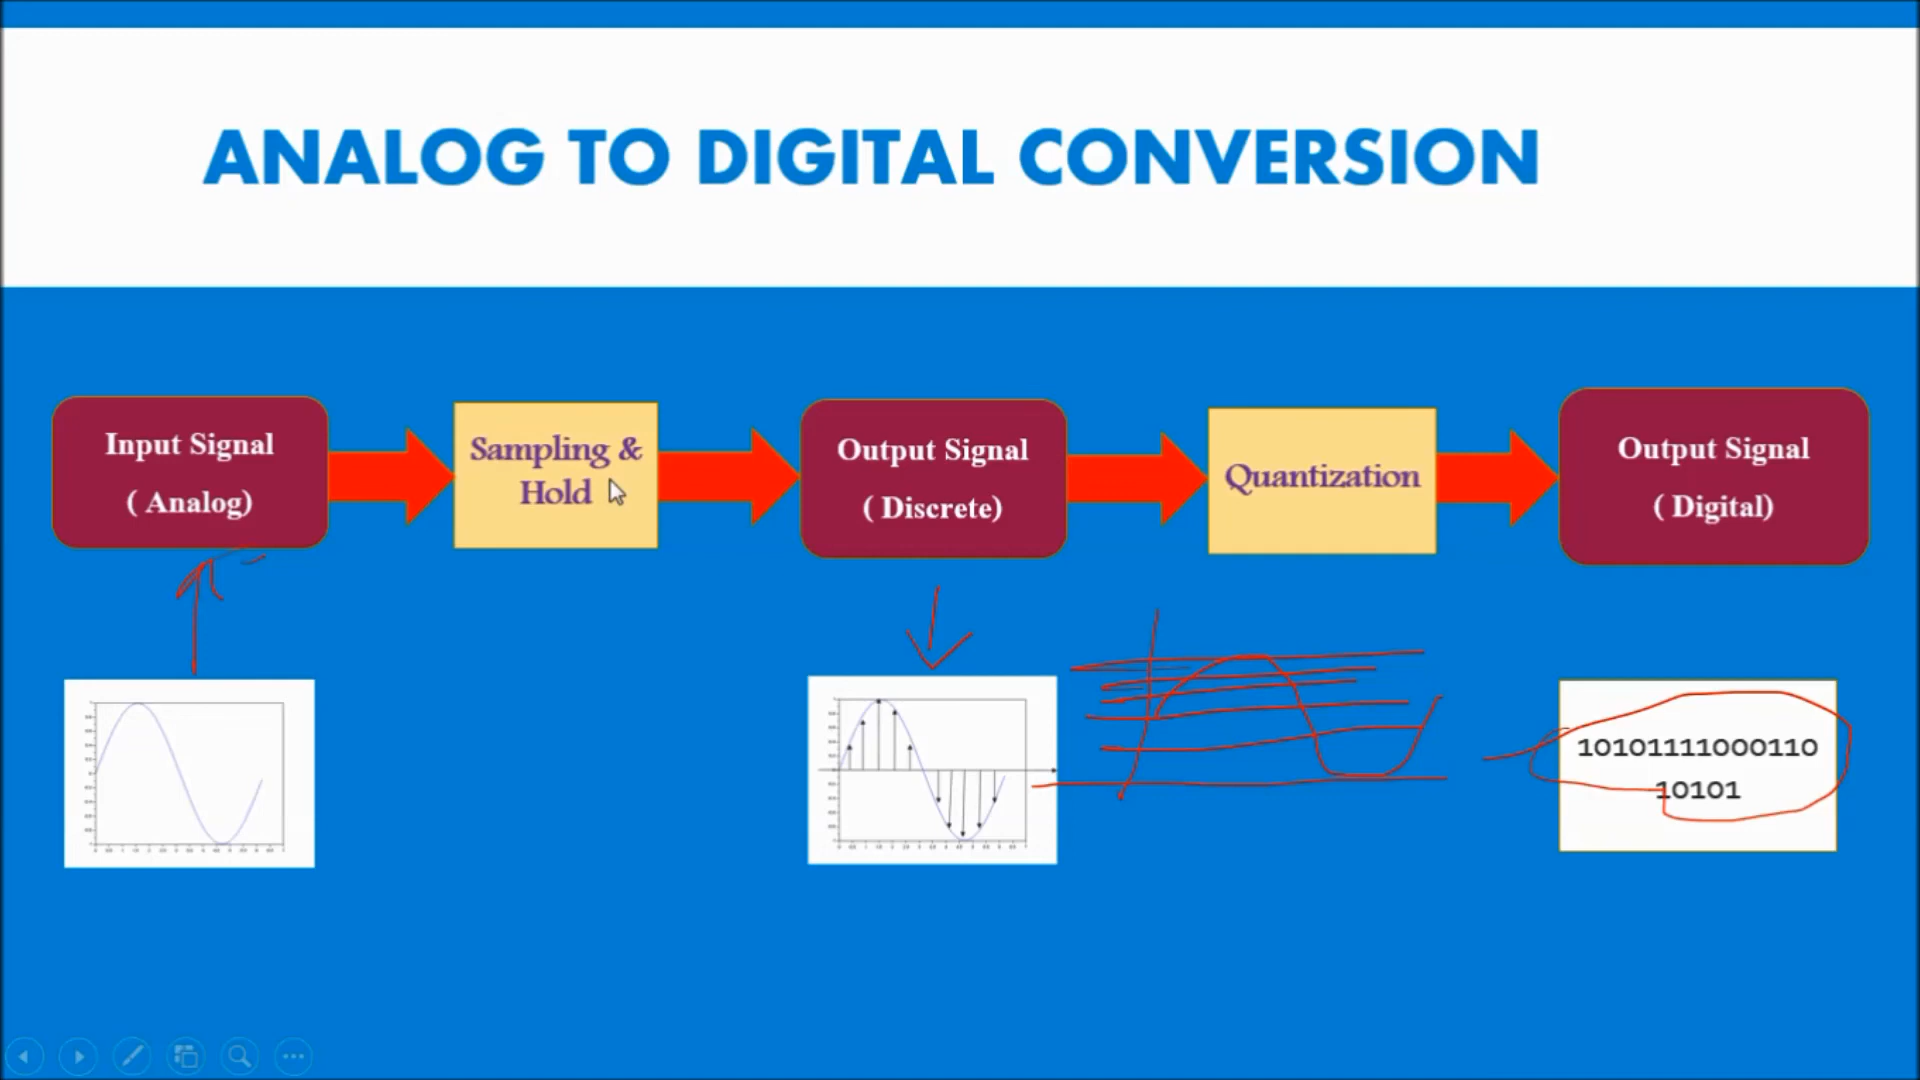 ANALOG TO DIGITAL CONVERSION
Input Signal
( Analog)
Sampling &
Hold
Output Signal
( Discrete)
Quantization
Output Signal
( Digital)
10101111000110
10101